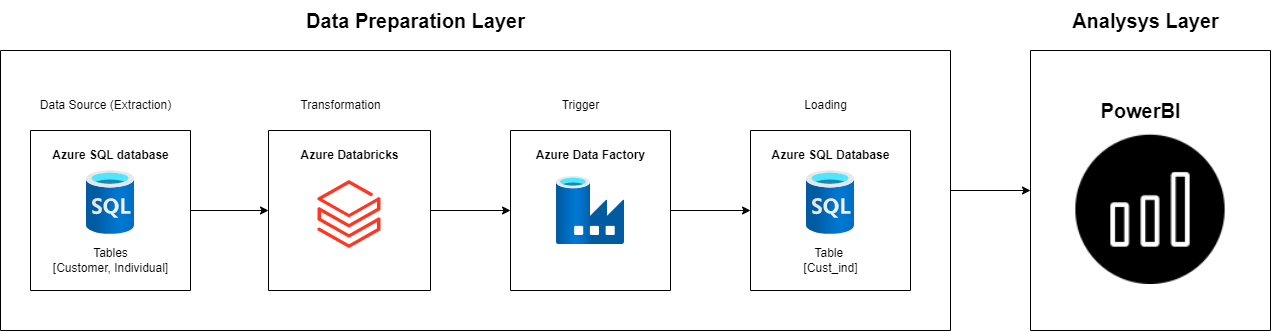 Data Preparation Layer
Analysys Layer
Data Source (Extraction)
Transformation
Trigger
Loading
PowerBI
Azure SQL database
SQL
Tables
[Customer, Individual]
Azure Databricks
Azure Data Factory
Azure SQL Database
SQL
Table
[Cust_ind]